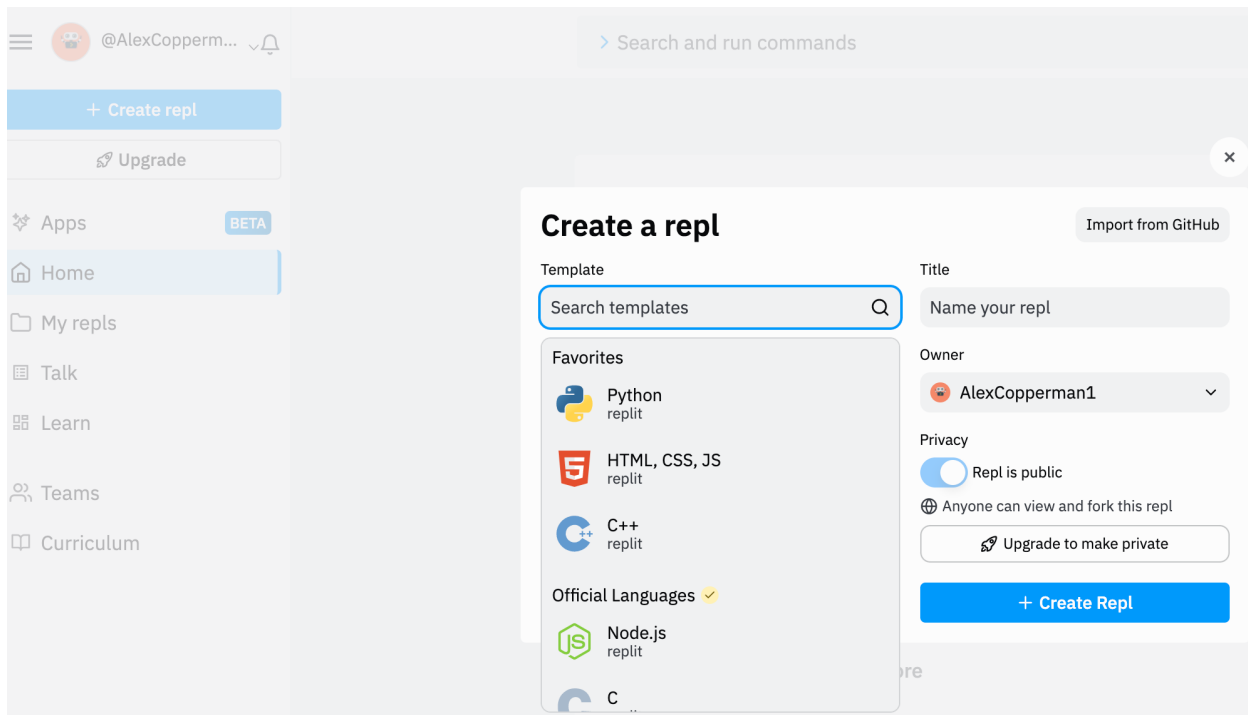 @AlexCopperm...
Search and run commands
+ Create repl
Upgrade
Apps
BETA
Home
My repls
Talk
Learn
Teams
Curriculum
Create a repl
Import from GitHub
Template
Search templates
Favorites
Python
replit
HTML, CSS, JS
replit
C++
replit
Official Languages
Node.js
replit
C
Title
Name your repl
Owner
AlexCopperman1
Privacy
Repl is public
Anyone can view and fork this repl
Upgrade to make private
+ Create Repl